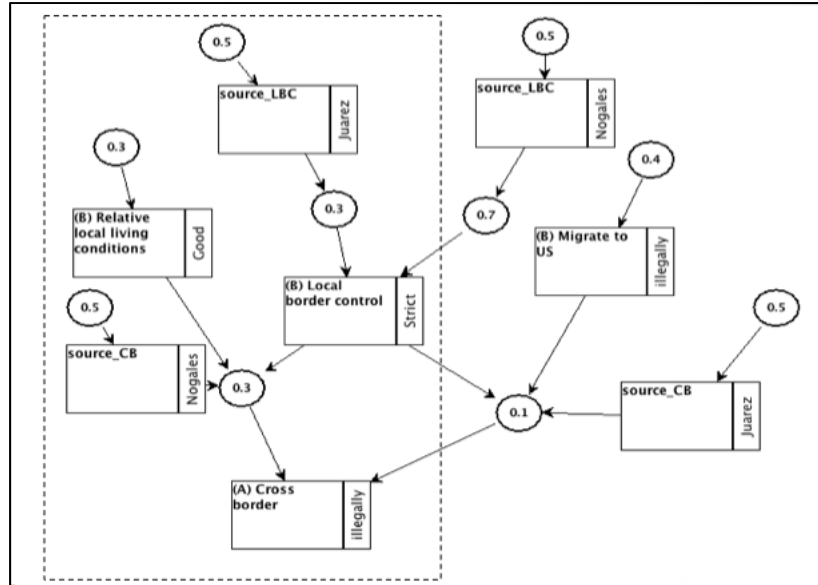 0.5
0.5
source_LBC
Juarez
source_LBC
Nogales
0.3
0.4
0.3
0.7
(B) Relative
local living
conditions
Good
(B) Migrate to
US
illegally
(B) Local
border control
Strict
0.5
0.5
source_CB
Nogales
0.3
0.1
source_CB
Juarez
(A) Cross
border
illegally